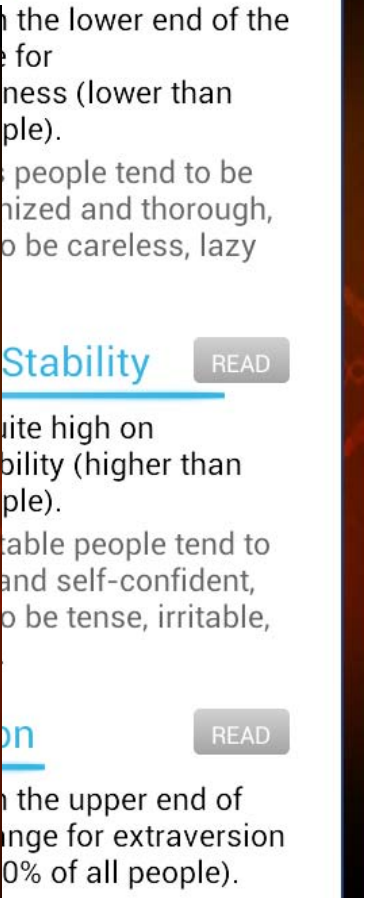 the lower end of the
for
ness (lower than
ple).
people tend to be
nized and thorough,
o be careless, lazy
Stability READ
uite high on
bility (higher than
ple).
table people tend to
and self-confident,
o be tense, irritable,
.
on READ
the upper end of
ange for extraversion
0% of all people).